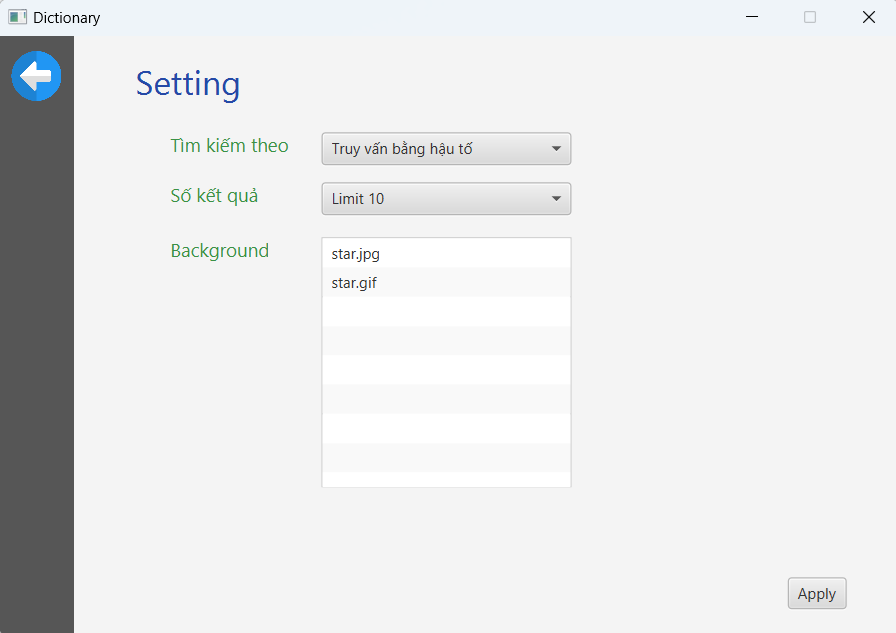 Dictionary
Setting
Tìm kiếm theo
Truy vấn bằng hậu tố
Số kết quả
Limit 10
Background
star.jpg
star.gif
Apply